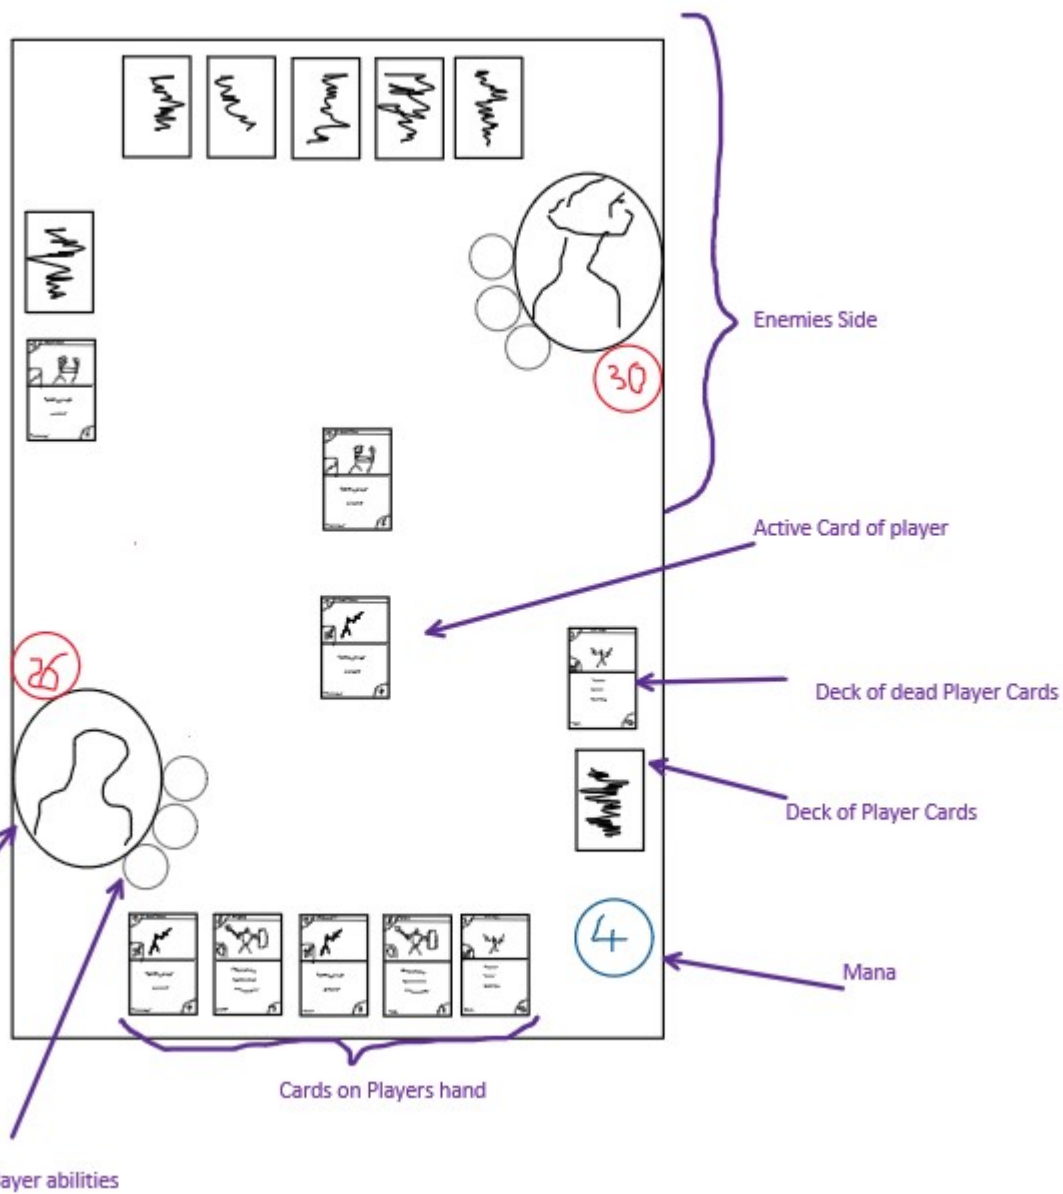 Enemies Side
30
Active Card of player
Deck of dead Player Cards
Deck of Player Cards
4
Mana
Cards on Players hand
ayer abilities